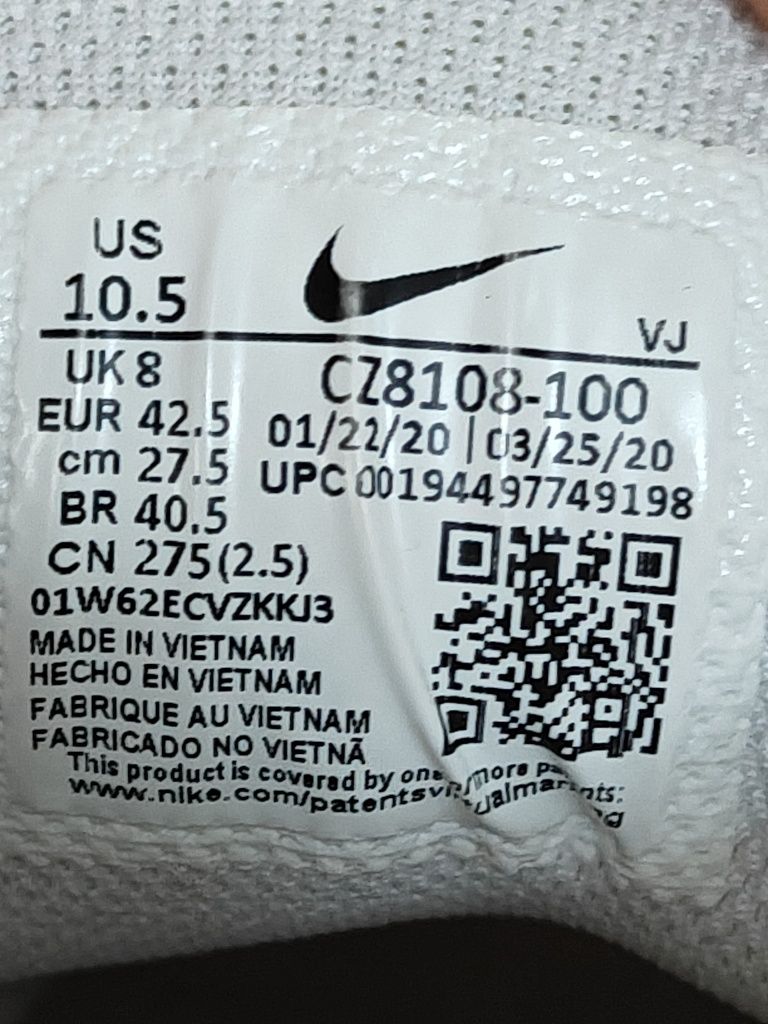 US
10.5
VJ
UK 8
EUR 42.5
cm 27.5
BR 40.5
CN 275(2.5)
01W62ECVZKKJ3
CZ8108-100
01/22/20 | 03/25/20
UPC 00194497749198
MADE IN VIETNAM
HECHO EN VIETNAM
FABRIQUE AU VIETNAM
FABRICADO NO VIETNÃ
This product is covered by one more
www.nike.com/patents